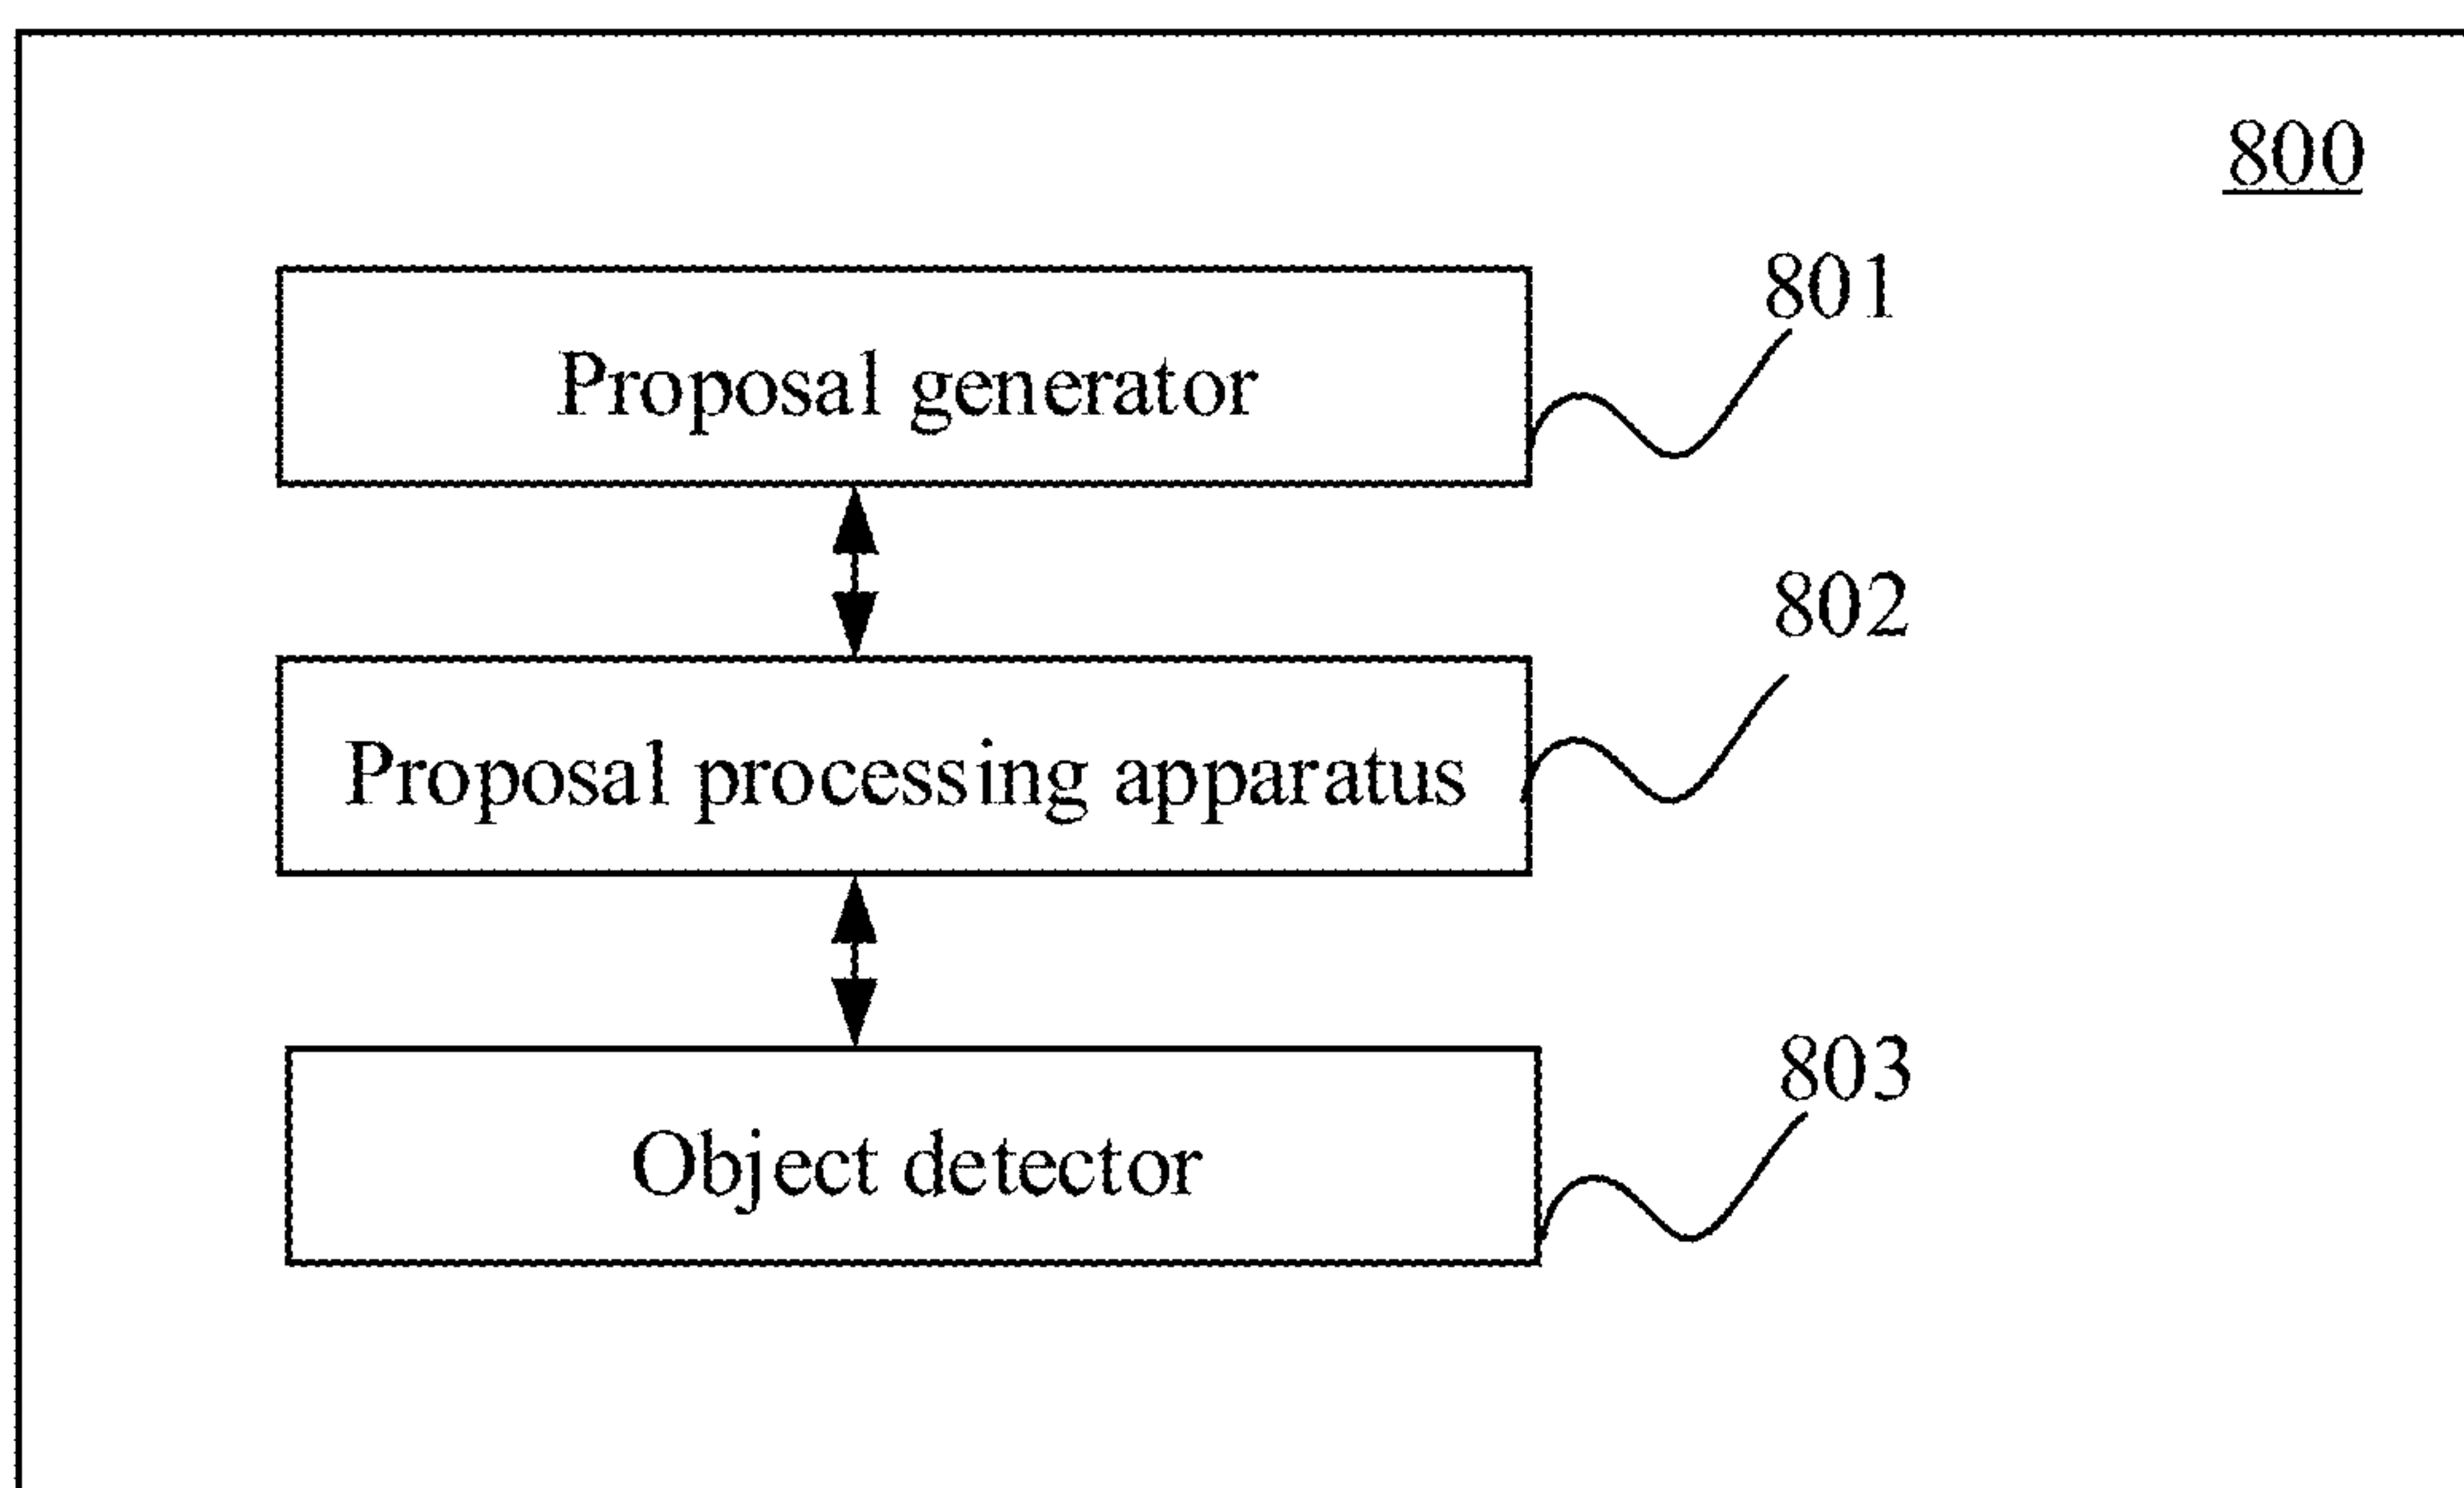 800
801
Proposal generator
802
Proposal processing apparatus
803
Object detector